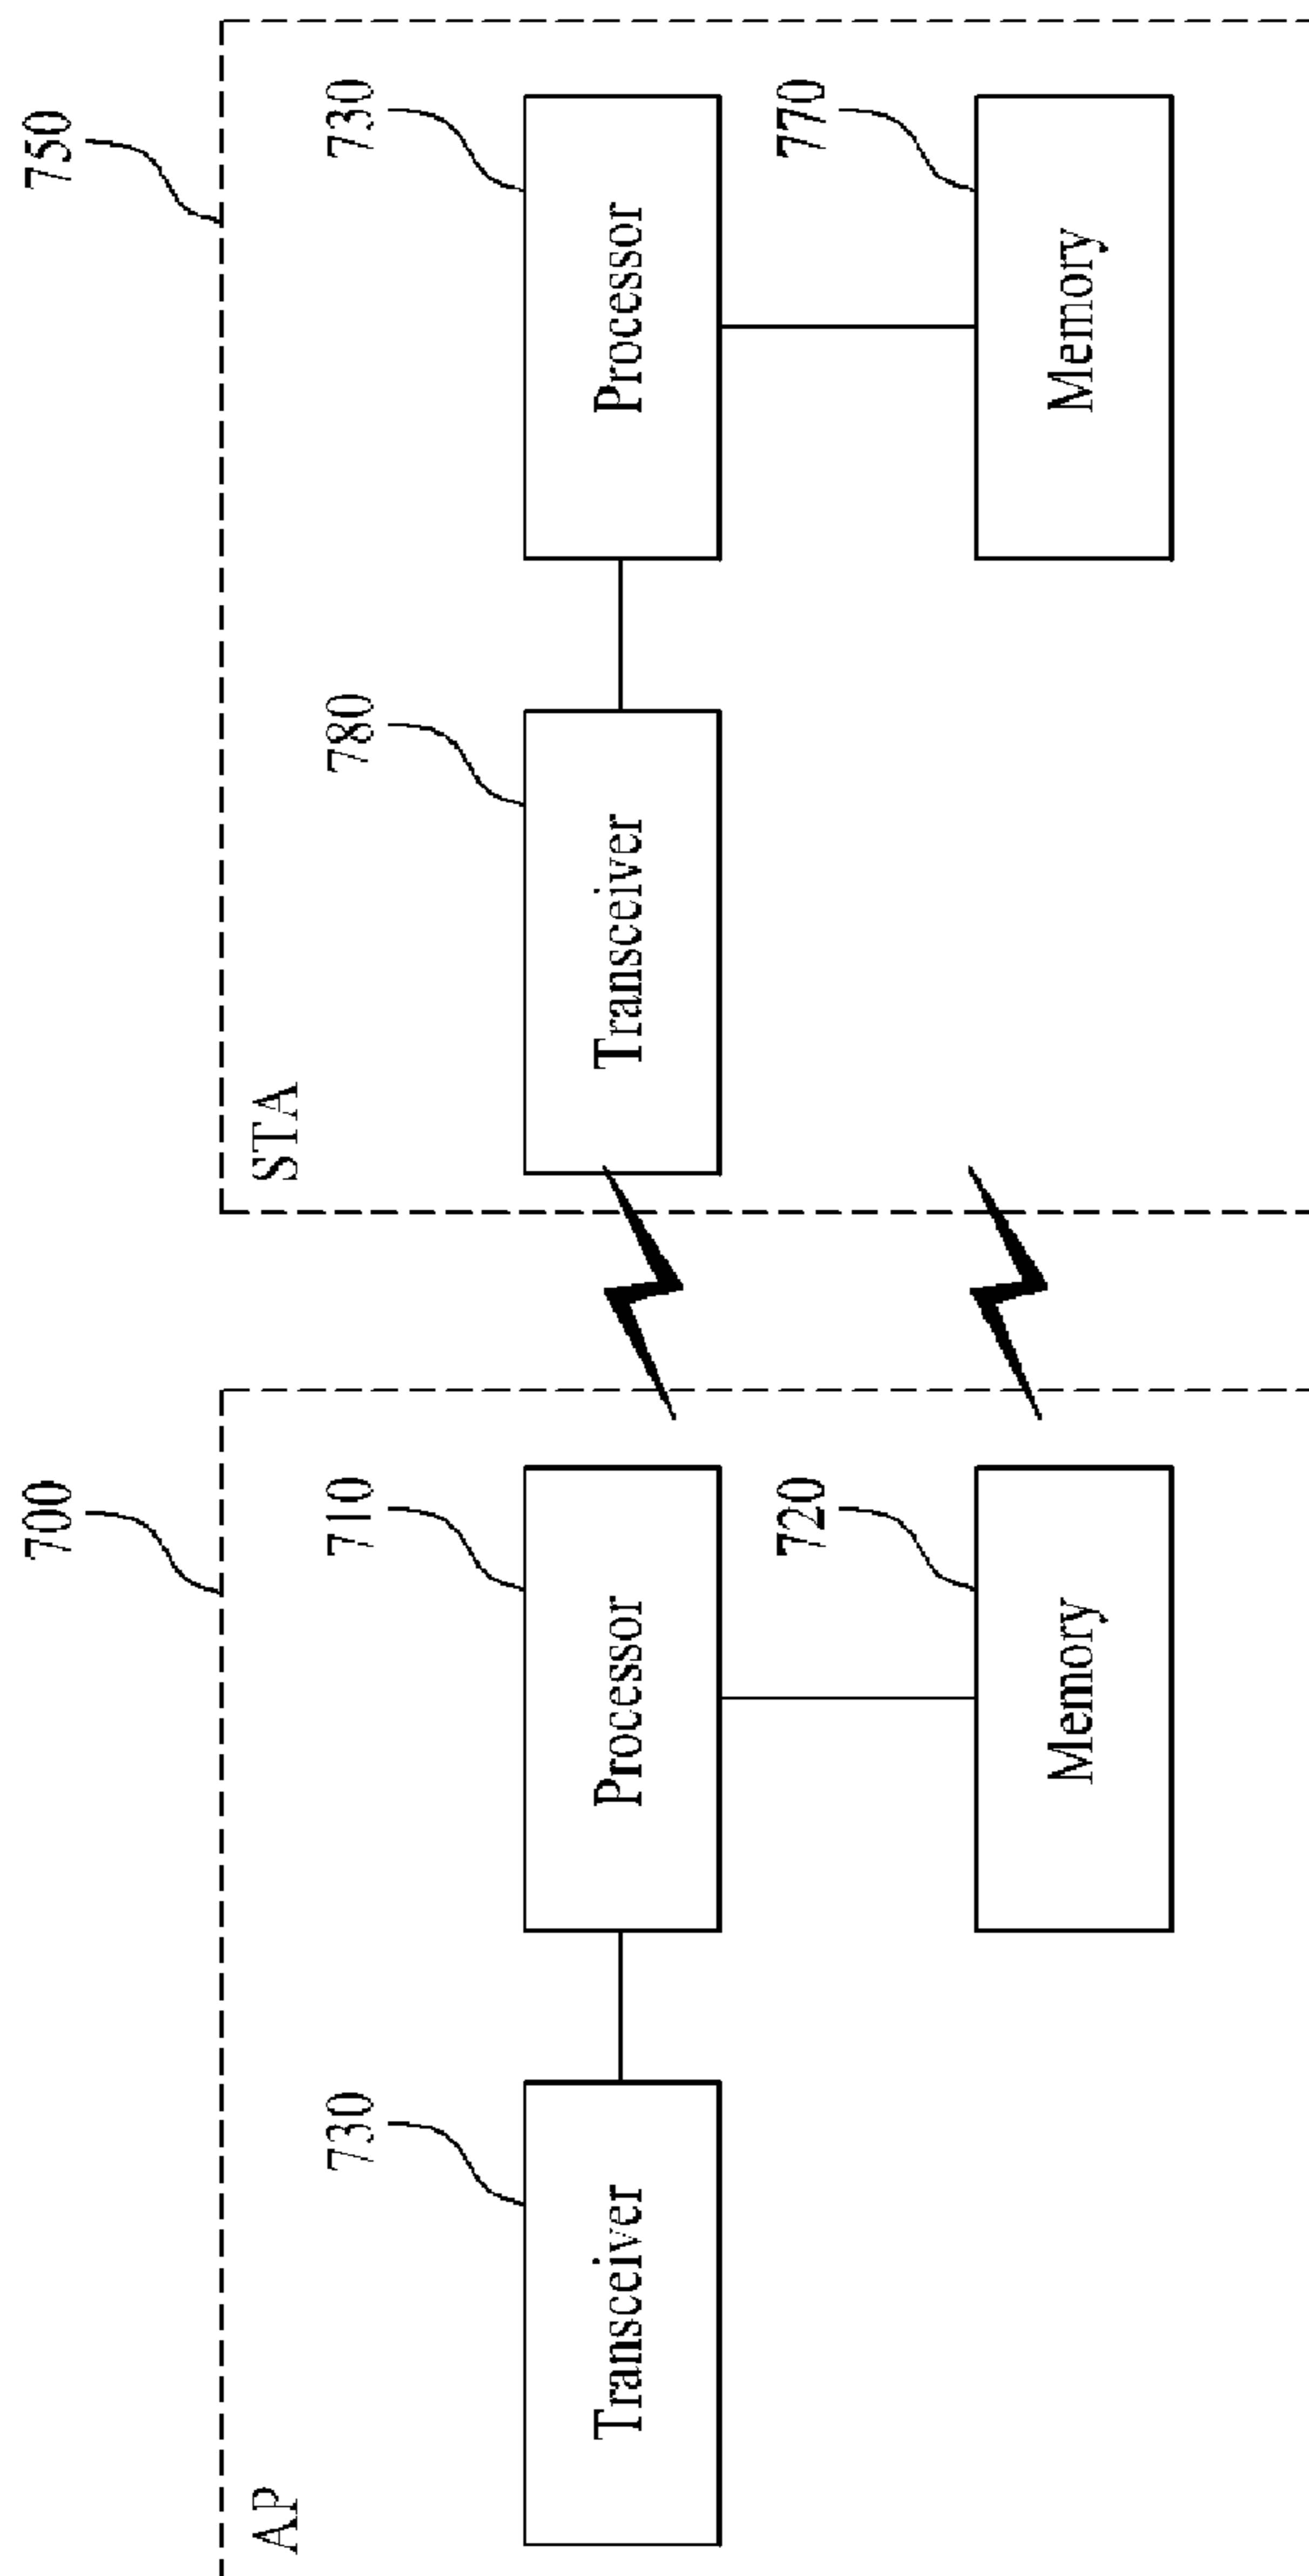 700
AP
730
Transceiver
710
Processor
720
Memory
750
STA
780
Transceiver
730
Processor
770
Memory